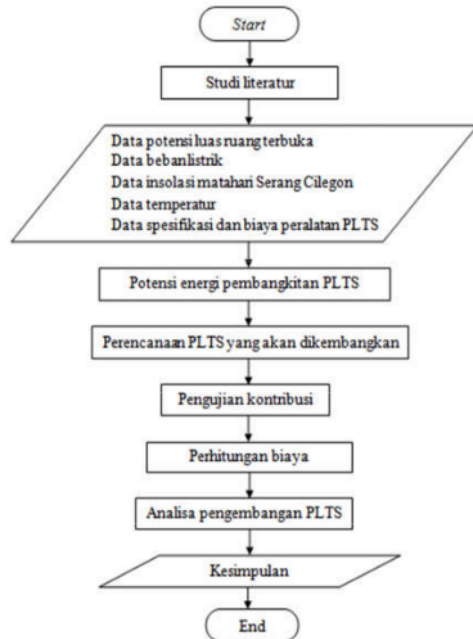 Start
Studi literatur
Data potensi luas ruang terbuka
Data bebanlistrik
Data insolasi matahari Serang Cilegon
Data temperatur
Data spesifikasi dan biaya peralatan PLTS
Potensi energi pembangkitan PLTS
Perencanaan PLTS yang akan dikembangkan
Pengujian kontribusi
Perhitungan biaya
Analisa pengembangan PLTS
Kesimpulan
End